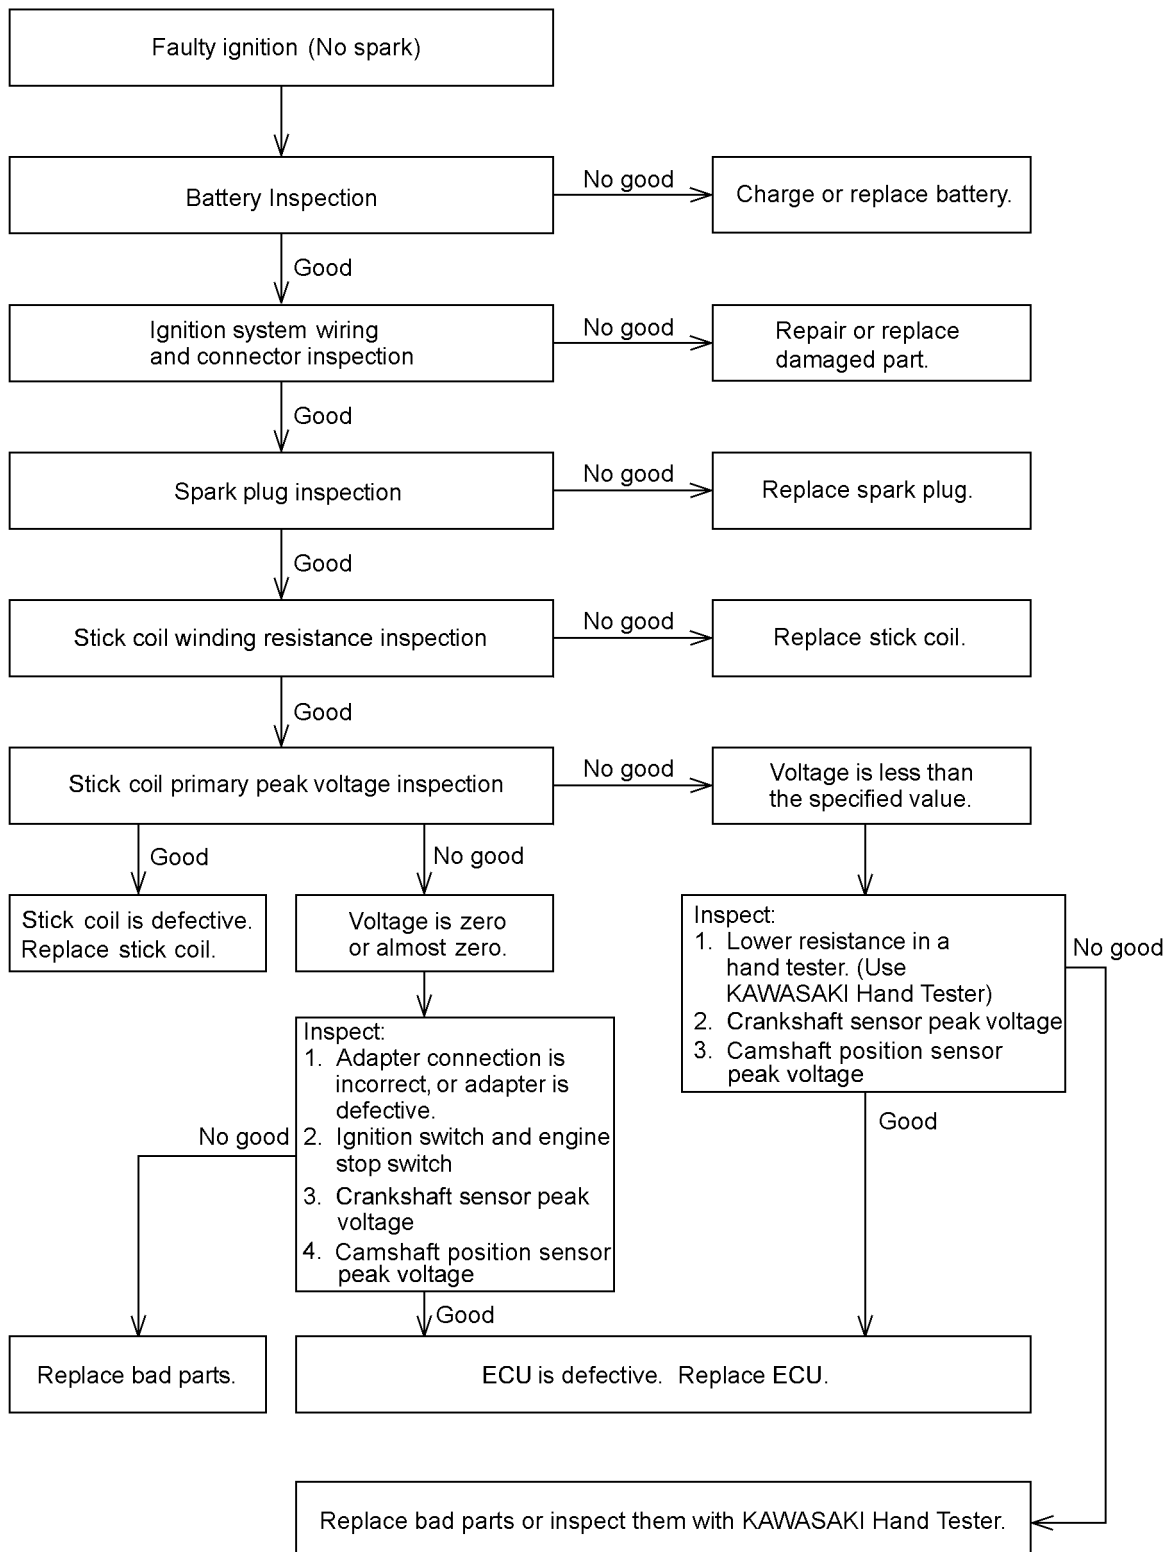 Faulty ignition (No spark)
Battery Inspection
No good
Charge or replace battery.
Good
Ignition system wiring
and connector inspection
No good
Repair or replace
damaged part.
Good
Spark plug inspection
No good
Replace spark plug.
Good
Stick coil winding resistance inspection
No good
Replace stick coil.
Good
Stick coil primary peak voltage inspection
No good
Voltage is less than
the specified value.
Good
No good
Stick coil is defective.
Replace stick coil.
Voltage is zero
or almost zero.
Inspect:
1. Lower resistance in a
hand tester. (Use
KAWASAKI Hand Tester)
2. Crankshaft sensor peak voltage
3. Camshaft position sensor
peak voltage
No good
Inspect:
1. Adapter connection is
incorrect, or adapter is
defective.
2. Ignition switch and engine
stop switch
3. Crankshaft sensor peak
voltage
4. Camshaft position sensor
peak voltage
No good
Good
Good
Replace bad parts.
ECU is defective. Replace ECU.
Replace bad parts or inspect them with KAWASAKI Hand Tester.